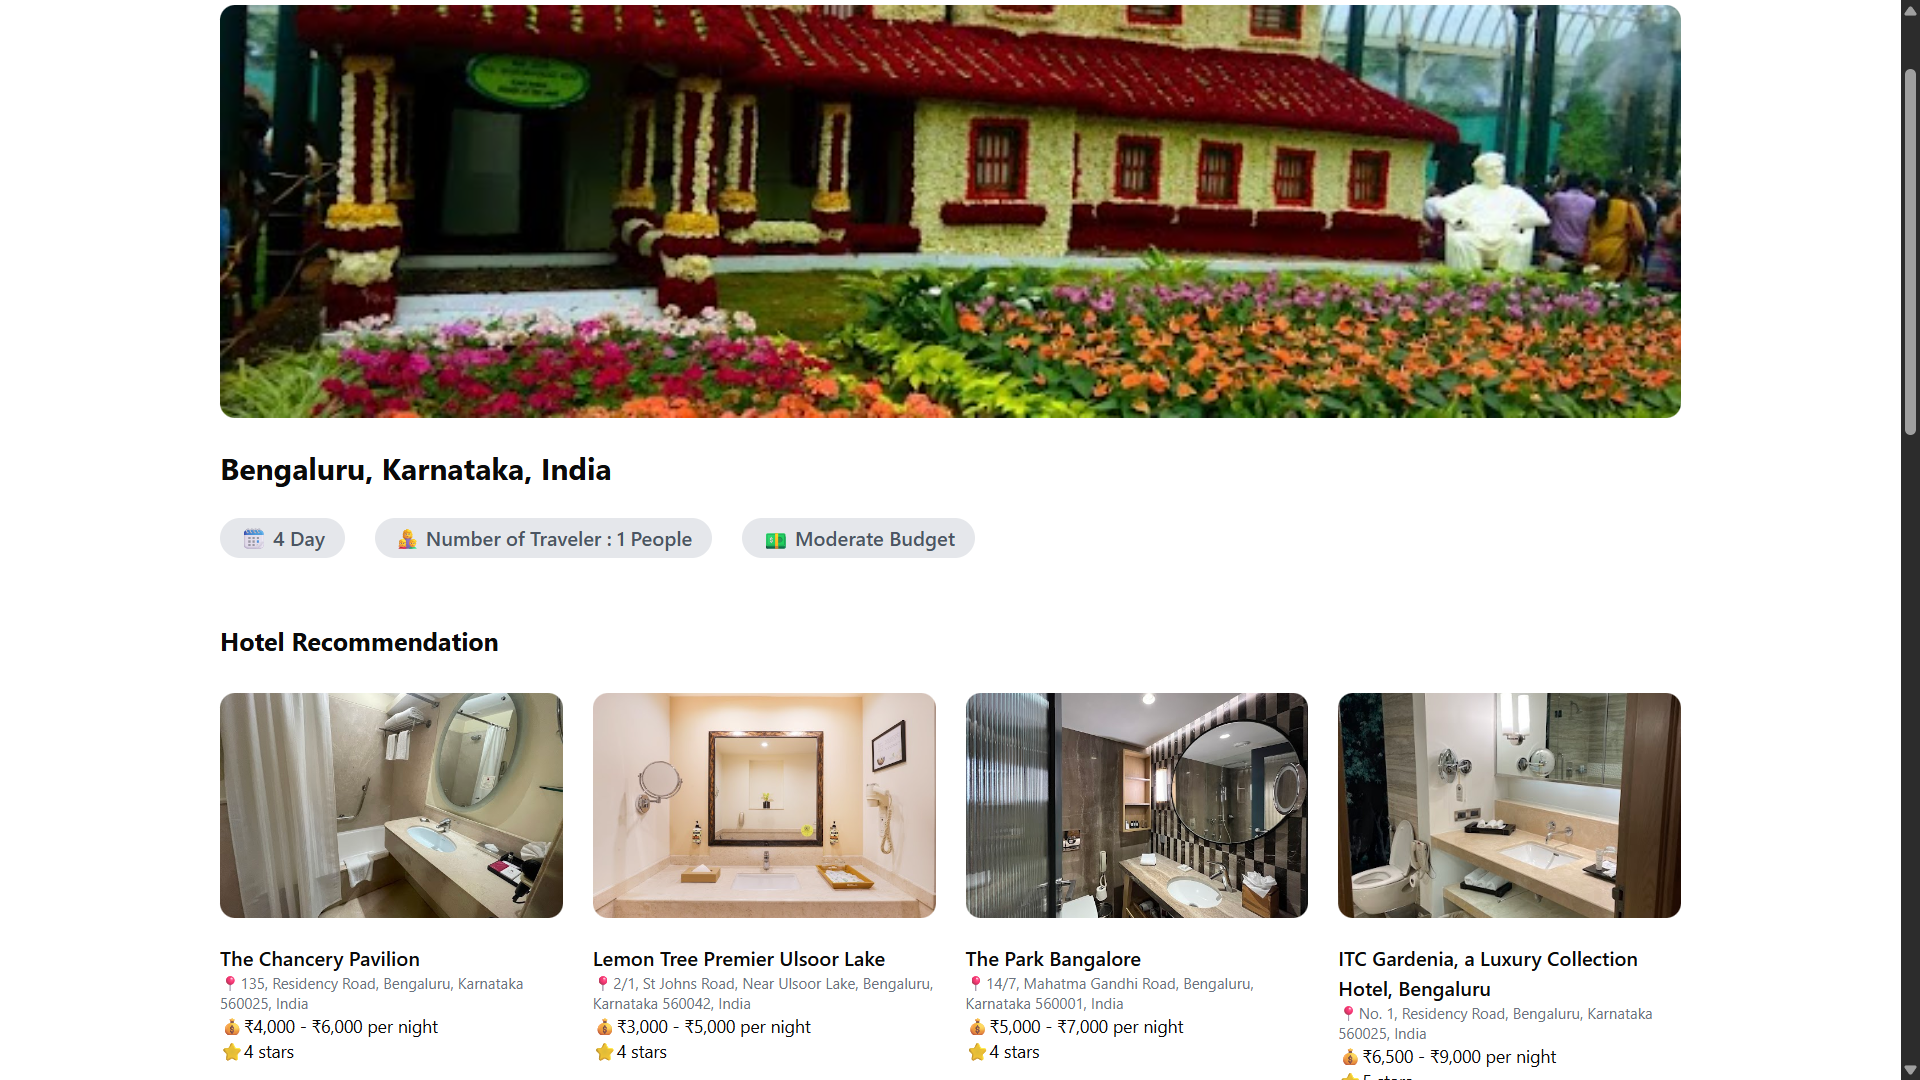 Bengaluru, Karnataka, India
4 Day
Number of Traveler : 1 People
Moderate Budget
Hotel Recommendation
The Chancery Pavilion
135, Residency Road, Bengaluru, Karnataka
560025, India
₹4,000 - ₹6,000 per night
4 stars
Lemon Tree Premier Ulsoor Lake
2/1, St Johns Road, Near Ulsoor Lake, Bengaluru,
Karnataka 560042, India
₹3,000 - ₹5,000 per night
4 stars
The Park Bangalore
14/7, Mahatma Gandhi Road, Bengaluru,
Karnataka 560001, India
₹5,000 - ₹7,000 per night
4 stars
ITC Gardenia, a Luxury Collection
Hotel, Bengaluru
No. 1, Residency Road, Bengaluru, Karnataka
560025, India
₹6,500 - ₹9,000 per night
5 stars